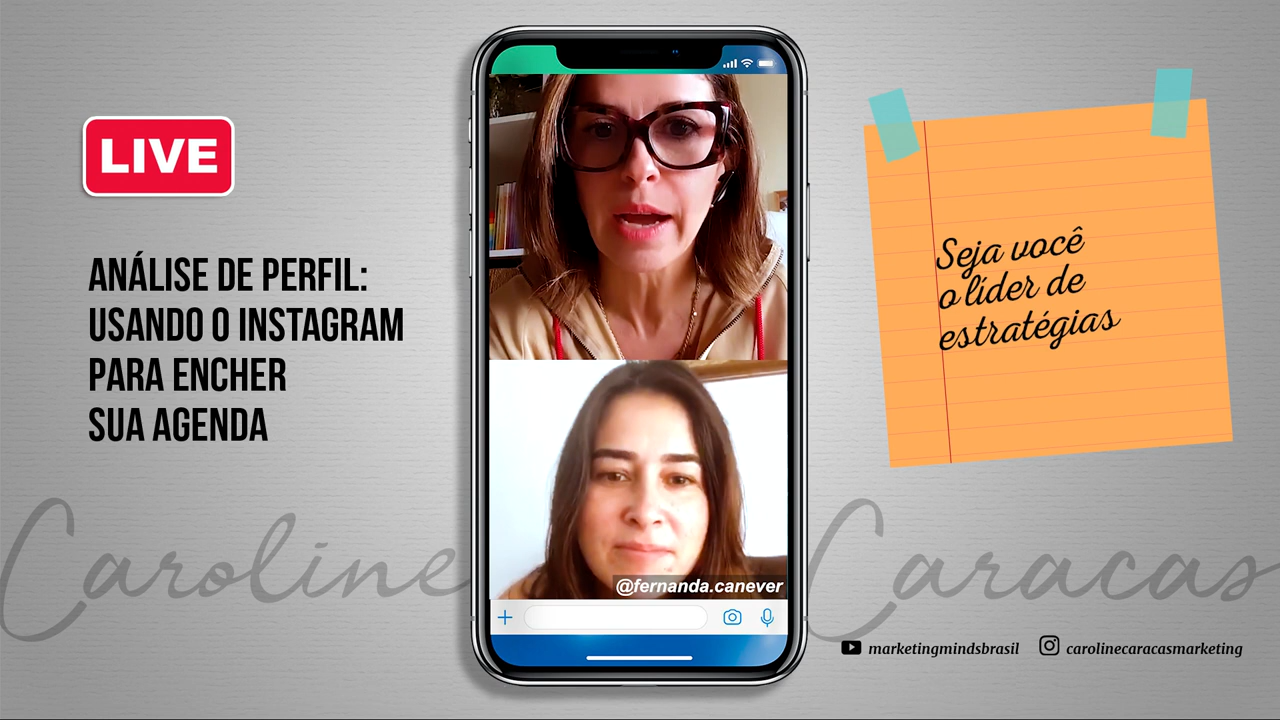 LIVE
ANÁLISE DE PERFIL:
USANDO O INSTAGRAM
PARA ENCHER
SUA AGENDA
@fernanda.canever
Seja você
o líder de
estratégias
Caroline Caracas
marketingmindsbrasil
carolinecaracasmarketing